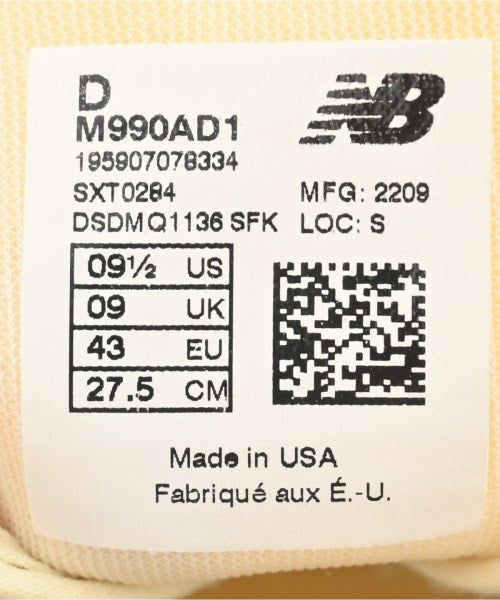 D
M990AD1
NB
195907078334
SXT0284 MFG: 2209
DSDMQ1136 SFK LOC: S
09½ US
09 UK
43 EU
27.5 CM
Made in USA
Fabriqué aux É.-U.